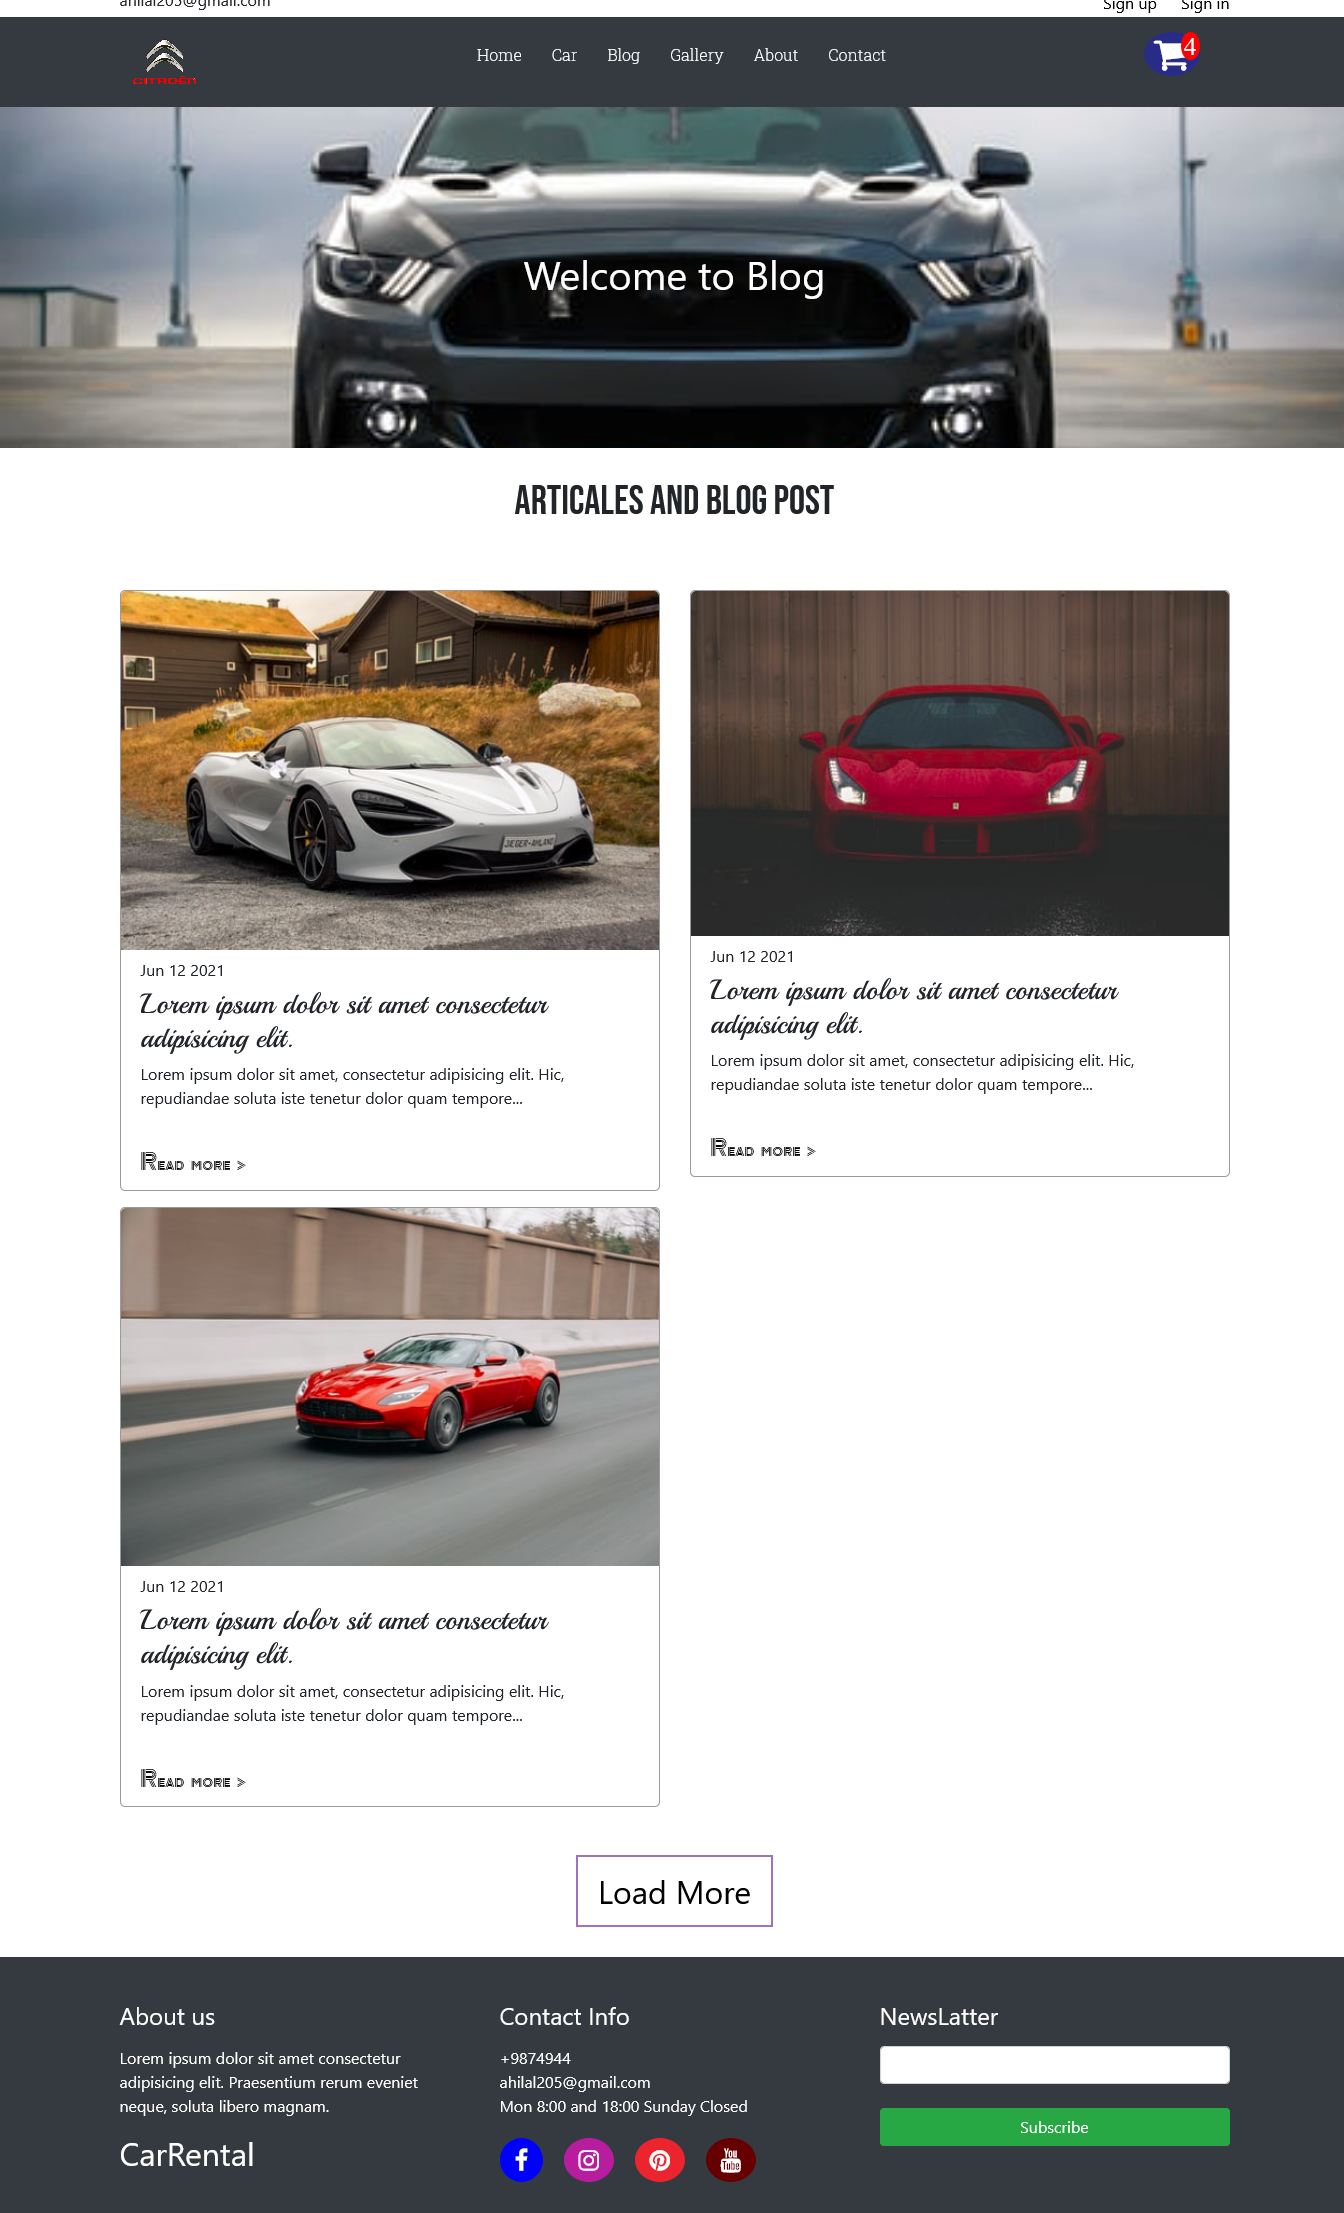 ahilal205@gmail.com
Sign up Sign in
CITROËN
Home Car Blog Gallery About Contact
4
Welcome to Blog
ARTICALES AND BLOG POST
JEGER-AHLAND
Jun 12 2021
Lorem ipsum dolor sit amet consectetur
adipisicing elit.
Lorem ipsum dolor sit amet, consectetur adipisicing elit. Hic,
repudiandae soluta iste tenetur dolor quam tempore...
Read more >
Jun 12 2021
Lorem ipsum dolor sit amet consectetur
adipisicing elit.
Lorem ipsum dolor sit amet, consectetur adipisicing elit. Hic,
repudiandae soluta iste tenetur dolor quam tempore...
Read more >
Jun 12 2021
Lorem ipsum dolor sit amet consectetur
adipisicing elit.
Lorem ipsum dolor sit amet, consectetur adipisicing elit. Hic,
repudiandae soluta iste tenetur dolor quam tempore...
Read more >
Load More
About us
Lorem ipsum dolor sit amet consectetur
adipisicing elit. Praesentium rerum eveniet
neque, soluta libero magnam.
CarRental
Contact Info
+9874944
ahilal205@gmail.com
Mon 8:00 and 18:00 Sunday Closed
You
Tube
NewsLatter
Subscribe